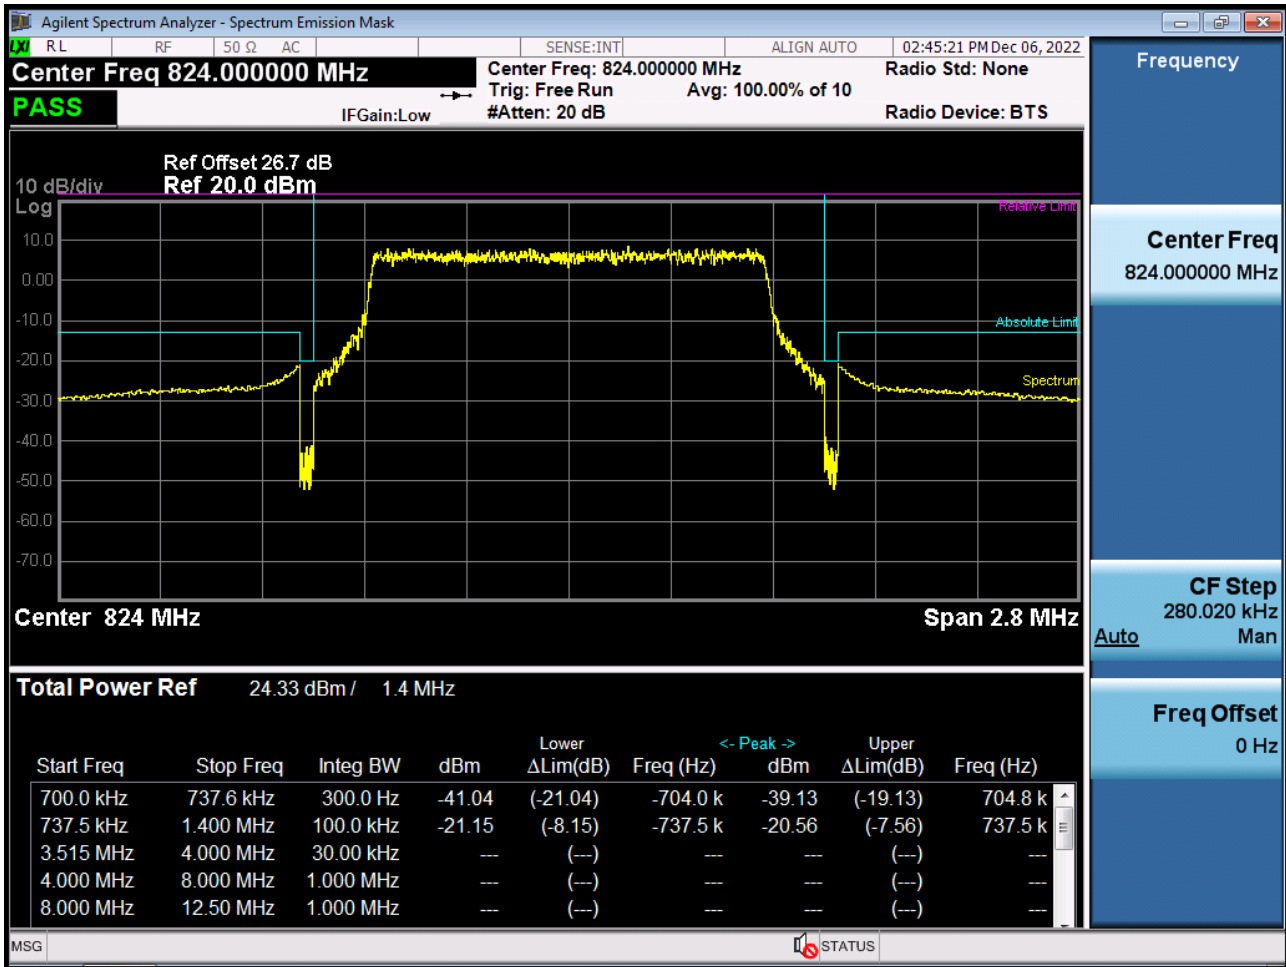 Agilent Spectrum Analyzer - Spectrum Emission Mask
LXI RL RF 50 Ω AC SENSE:INT ALIGN AUTO 02:45:21 PM Dec 06, 2022
Center Freq 824.000000 MHz
Center Freq: 824.000000 MHz Radio Std: None
Trig: Free Run Avg: 100.00% of 10
PASS
IFGain:Low #Atten: 20 dB Radio Device: BTS
Frequency
Ref Offset 26.7 dB
10 dB/div Ref 20.0 dBm
Log
Relative Limit
10.0
0.00
-10.0
Absolute Limit
-20.0
Spectrum
-30.0
-40.0
-50.0
-60.0
-70.0
Center 824 MHz Span 2.8 MHz
Center Freq
824.000000 MHz
CF Step
280.020 kHz
Auto Man
Freq Offset
0 Hz
Total Power Ref 24.33 dBm / 1.4 MHz
Lower <- Peak -> Upper
Start Freq Stop Freq Integ BW dBm ΔLim(dB) Freq (Hz) dBm ΔLim(dB) Freq (Hz)
700.0 kHz 737.6 kHz 300.0 Hz -41.04 (-21.04) -704.0 k -39.13 (-19.13) 704.8 k
737.5 kHz 1.400 MHz 100.0 kHz -21.15 (-8.15) -737.5 k -20.56 (-7.56) 737.5 k
3.515 MHz 4.000 MHz 30.00 kHz --- (---) --- --- (---) ---
4.000 MHz 8.000 MHz 1.000 MHz --- (---) --- --- (---) ---
8.000 MHz 12.50 MHz 1.000 MHz --- (---) --- --- (---) ---
MSG STATUS